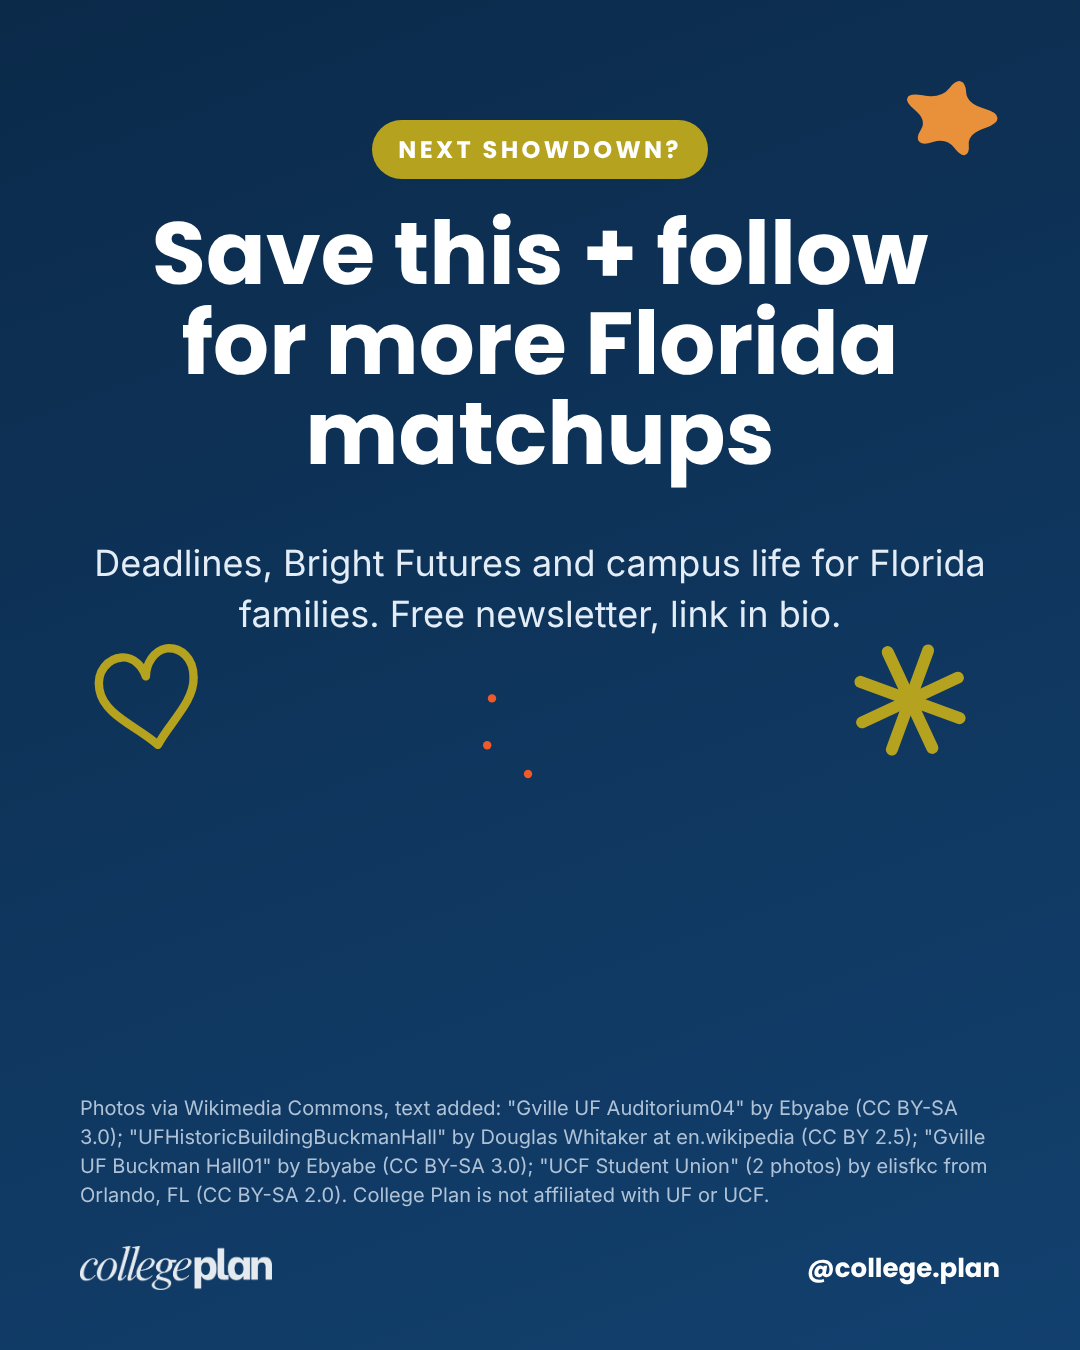 NEXT SHOWDOWN?
Save this + follow
for more Florida
matchups
Deadlines, Bright Futures and campus life for Florida
families. Free newsletter, link in bio.
Photos via Wikimedia Commons, text added: "Gville UF Auditorium04" by Ebyabe (CC BY-SA
3.0); "UFHistoricBuildingBuckmanHall" by Douglas Whitaker at en.wikipedia (CC BY 2.5); "Gville
UF Buckman Hall01" by Ebyabe (CC BY-SA 3.0); "UCF Student Union" (2 photos) by elisfkc from
Orlando, FL (CC BY-SA 2.0). College Plan is not affiliated with UF or UCF.
collegeplan
@college.plan